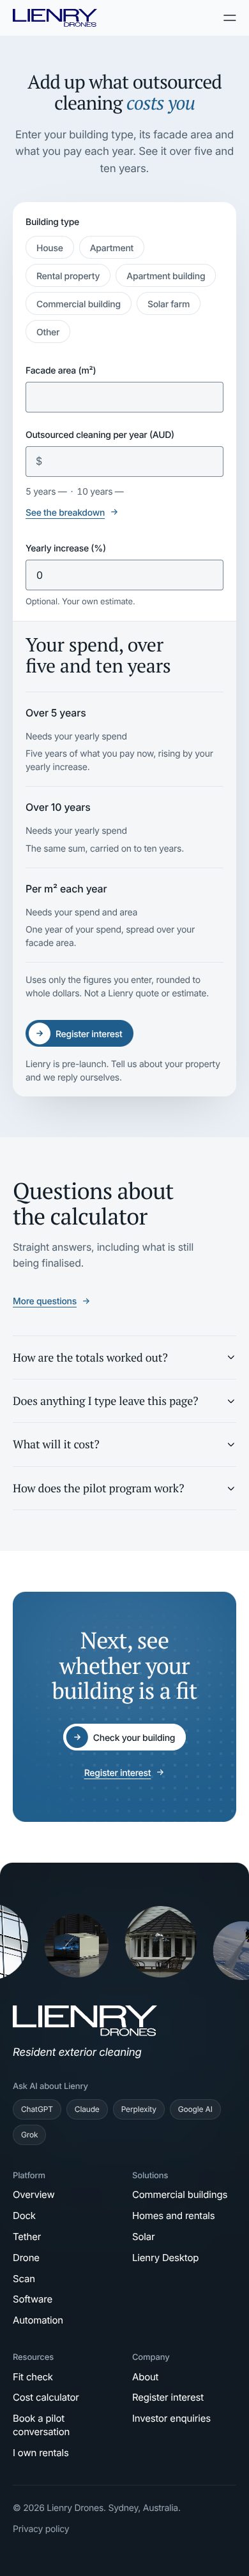 LIENRY
DRONES
Add up what outsourced
cleaning costs you
Enter your building type, its facade area and
what you pay each year. See it over five and
ten years.
Building type
House
Apartment
Rental property
Apartment building
Commercial building
Solar farm
Other
Facade area (m²)
Outsourced cleaning per year (AUD)
$
5 years — · 10 years —
See the breakdown →
Yearly increase (%)
0
Optional. Your own estimate.
Your spend, over
five and ten years
Over 5 years
Needs your yearly spend
Five years of what you pay now, rising by your
yearly increase.
Over 10 years
Needs your yearly spend
The same sum, carried on to ten years.
Per m² each year
Needs your spend and area
One year of your spend, spread over your
facade area.
Uses only the figures you enter, rounded to
whole dollars. Not a Lienry quote or estimate.
→ Register interest
Lienry is pre-launch. Tell us about your property
and we reply ourselves.
Questions about
the calculator
Straight answers, including what is still
being finalised.
More questions →
How are the totals worked out?
Does anything I type leave this page?
What will it cost?
How does the pilot program work?
Next, see
whether your
building is a fit
→ Check your building
Register interest →
LIENRY
DRONES
Resident exterior cleaning
Ask AI about Lienry
ChatGPT
Claude
Perplexity
Google AI
Grok
Platform
Overview
Dock
Tether
Drone
Scan
Software
Automation
Solutions
Commercial buildings
Homes and rentals
Solar
Lienry Desktop
Resources
Fit check
Cost calculator
Book a pilot
conversation
I own rentals
Company
About
Register interest
Investor enquiries
© 2026 Lienry Drones. Sydney, Australia.
Privacy policy